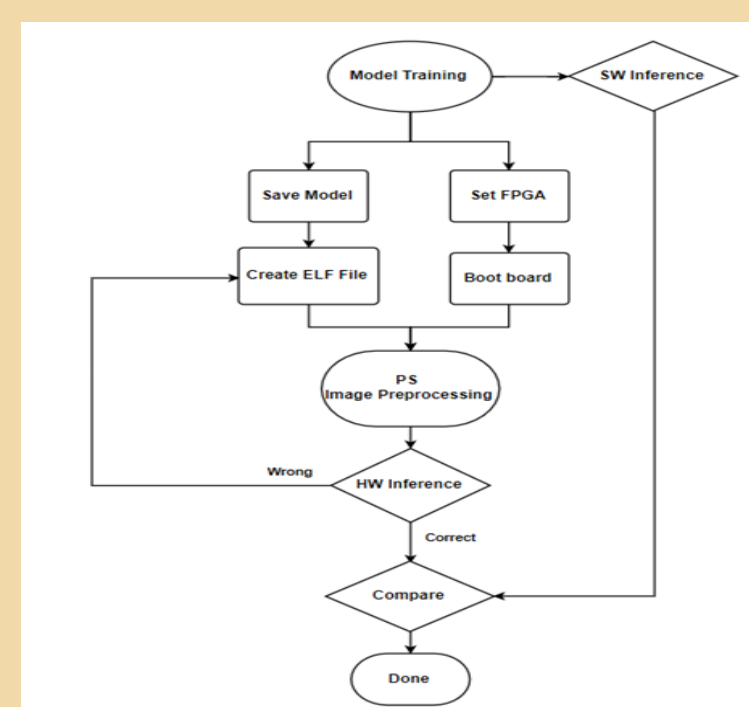 Model Training
SW Inference
Save Model
Set FPGA
Create ELF File
Boot board
PS
Image Preprocessing
Wrong
HW Inference
Correct
Compare
Done